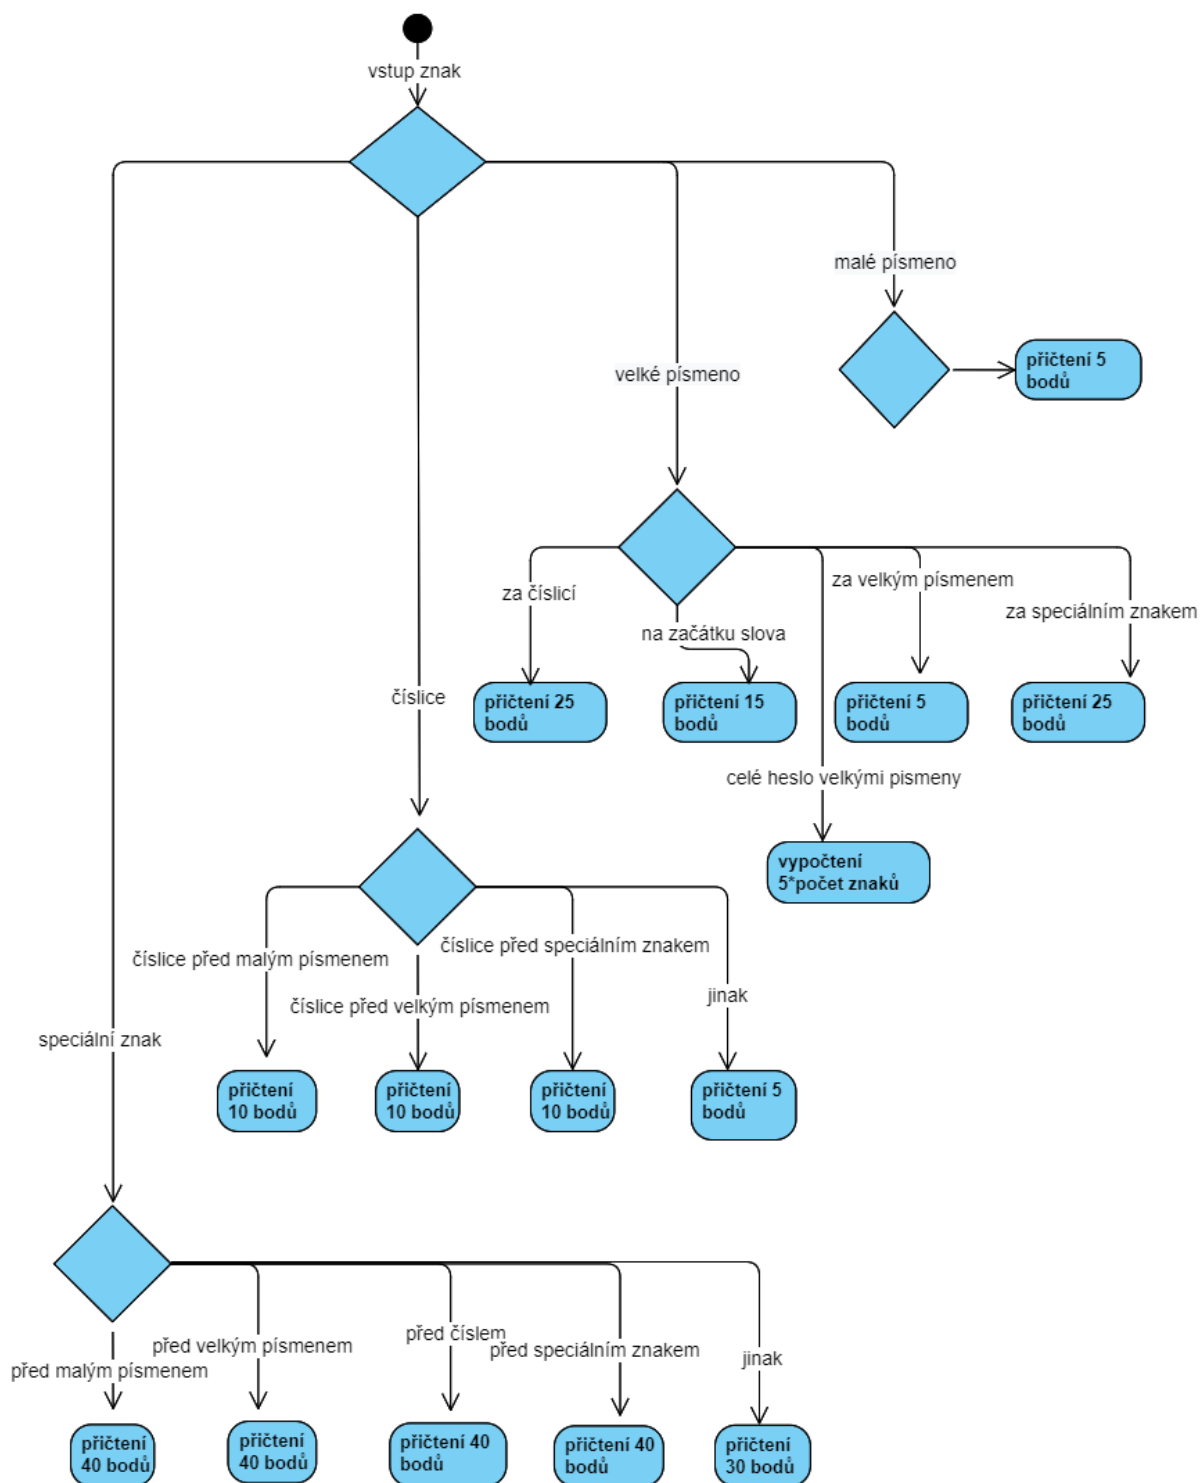 vstup znak
malé písmeno
přičtení 5
bodů
velké písmeno
za číslicí
na začátku slova
za velkým písmenem
za speciálním znakem
přičtení 25
bodů
přičtení 15
bodů
přičtení 5
bodů
přičtení 25
bodů
číslice
celé heslo velkými pismeny
vypočtení
5*počet znaků
číslice před malým písmenem
číslice před velkým písmenem
číslice před speciálním znakem
jinak
přičtení
10 bodů
přičtení
10 bodů
přičtení
10 bodů
přičtení 5
bodů
speciální znak
před malým písmenem
před velkým písmenem
před číslem
před speciálním znakem
jinak
přičtení
40 bodů
přičtení
40 bodů
přičtení 40
bodů
přičtení 40
bodů
přičtení
30 bodů